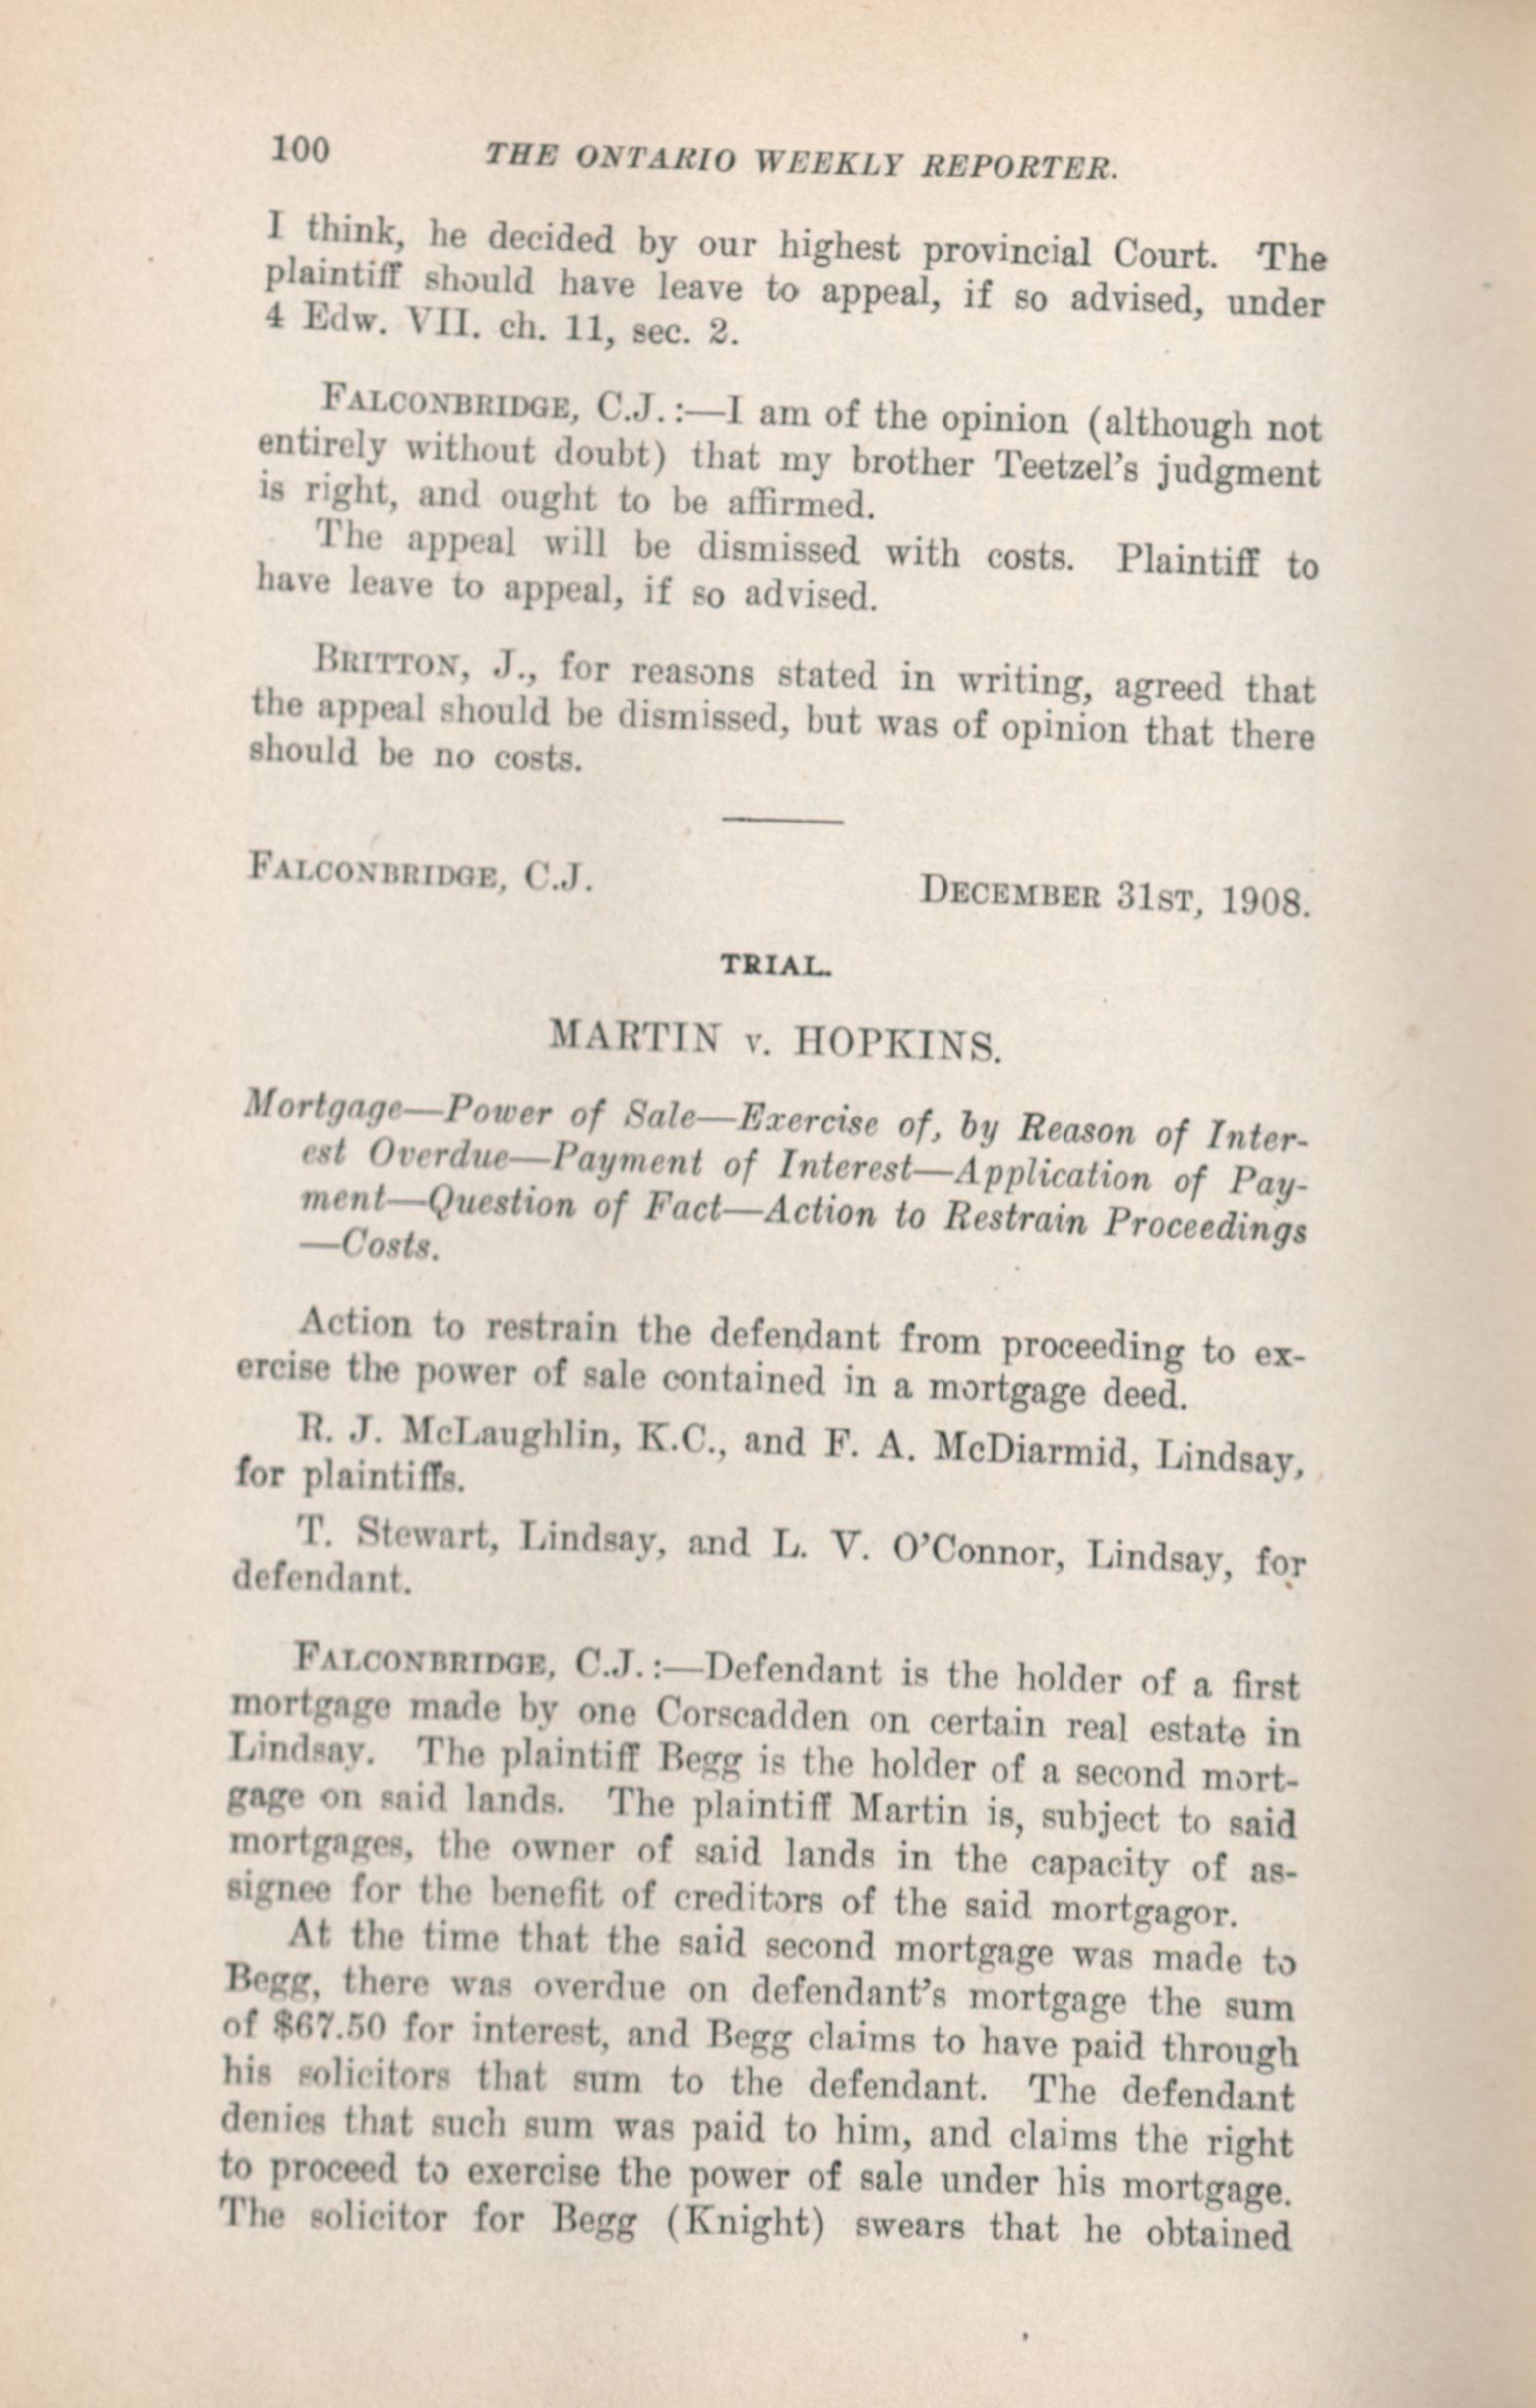 100 THE ONTARIO WEEKLY REPORTER.
I think, he decided by our highest provincial Court. The
plaintiff should have leave to appeal, if so advised, under
4 Edw. VII. ch. 11, sec. 2.
FALCONBRIDGE, C.J.:—I am of the opinion (although not
entirely without doubt) that my brother Teetzel's judgment
is right, and ought to be affirmed.
The appeal will be dismissed with costs. Plaintiff to
have leave to appeal, if so advised.
BRITTON, J., for reasons stated in writing, agreed that
the appeal should be dismissed, but was of opinion that there
should be no costs.
FALCONBRIDGE, C.J. DECEMBER 31ST, 1908.
TRIAL.
MARTIN v. HOPKINS.
Mortgage—Power of Sale—Exercise of, by Reason of Inter-
est Overdue—Payment of Interest—Application of Pay-
ment—Question of Fact—Action to Restrain Proceedings
—Costs.
Action to restrain the defendant from proceeding to ex-
ercise the power of sale contained in a mortgage deed.
R. J. McLaughlin, K.C., and F. A. McDiarmid, Lindsay,
for plaintiffs.
T. Stewart, Lindsay, and L. V. O'Connor, Lindsay, for
defendant.
FALCONBRIDGE, C.J.:—Defendant is the holder of a first
mortgage made by one Corscadden on certain real estate in
Lindsay. The plaintiff Begg is the holder of a second mort-
gage on said lands. The plaintiff Martin is, subject to said
mortgages, the owner of said lands in the capacity of as-
signee for the benefit of creditors of the said mortgagor.
At the time that the said second mortgage was made to
Begg, there was overdue on defendant's mortgage the sum
of $67.50 for interest, and Begg claims to have paid through
his solicitors that sum to the defendant. The defendant
denies that such sum was paid to him, and claims the right
to proceed to exercise the power of sale under his mortgage.
The solicitor for Begg (Knight) swears that he obtained